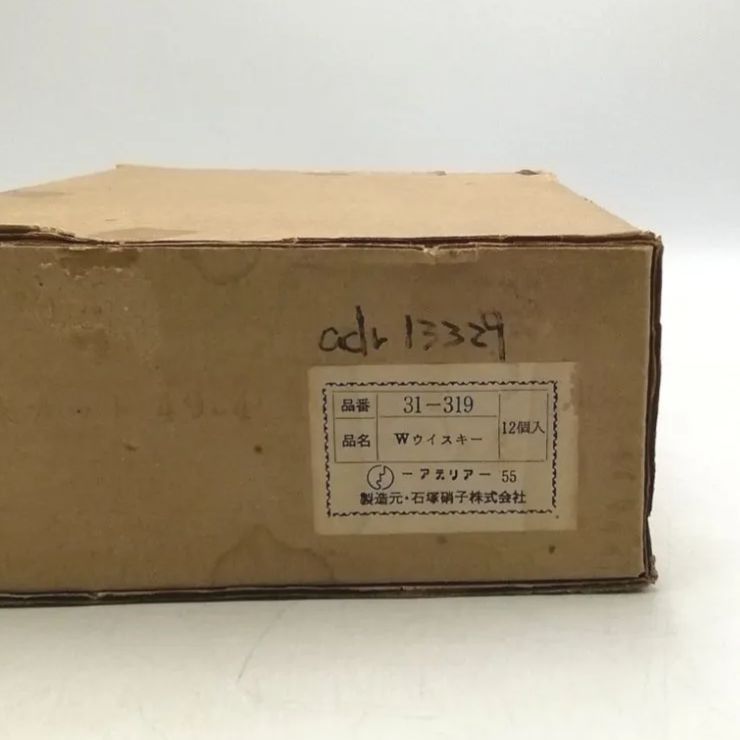 adr 13329
品番 31-319
12個入
品名 Wウイスキー
ーアデリアー 55
製造元・石塚硝子株式会社